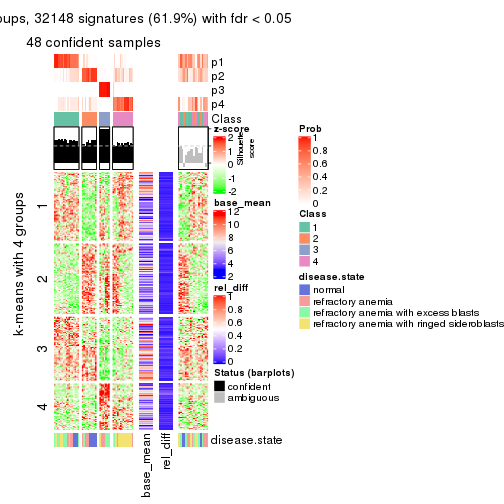 oups, 32148 signatures (61.9%) with fdr < 0.05
48 confident samples
p1
p2
p3
p4
Class
Silhouette
score
k-means with 4 groups
1
2
3
4
base_mean
rel_diff
disease.state
z-score
2
1
0
-1
-2
base_mean
12
10
8
6
4
2
rel_diff
1
0.8
0.6
0.4
0.2
0
Status (barplots)
confident
ambiguous
Prob
1
0.8
0.6
0.4
0.2
0
Class
1
2
3
4
disease.state
normal
refractory anemia
refractory anemia with excess blasts
refractory anemia with ringed sideroblasts